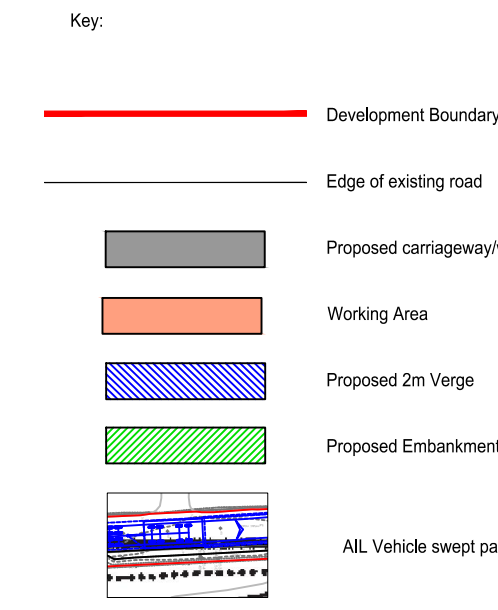 Key:
Development Boundary
Edge of existing road
Proposed carriageway/
Working Area
Proposed 2m Verge
Proposed Embankment
AIL Vehicle swept pa